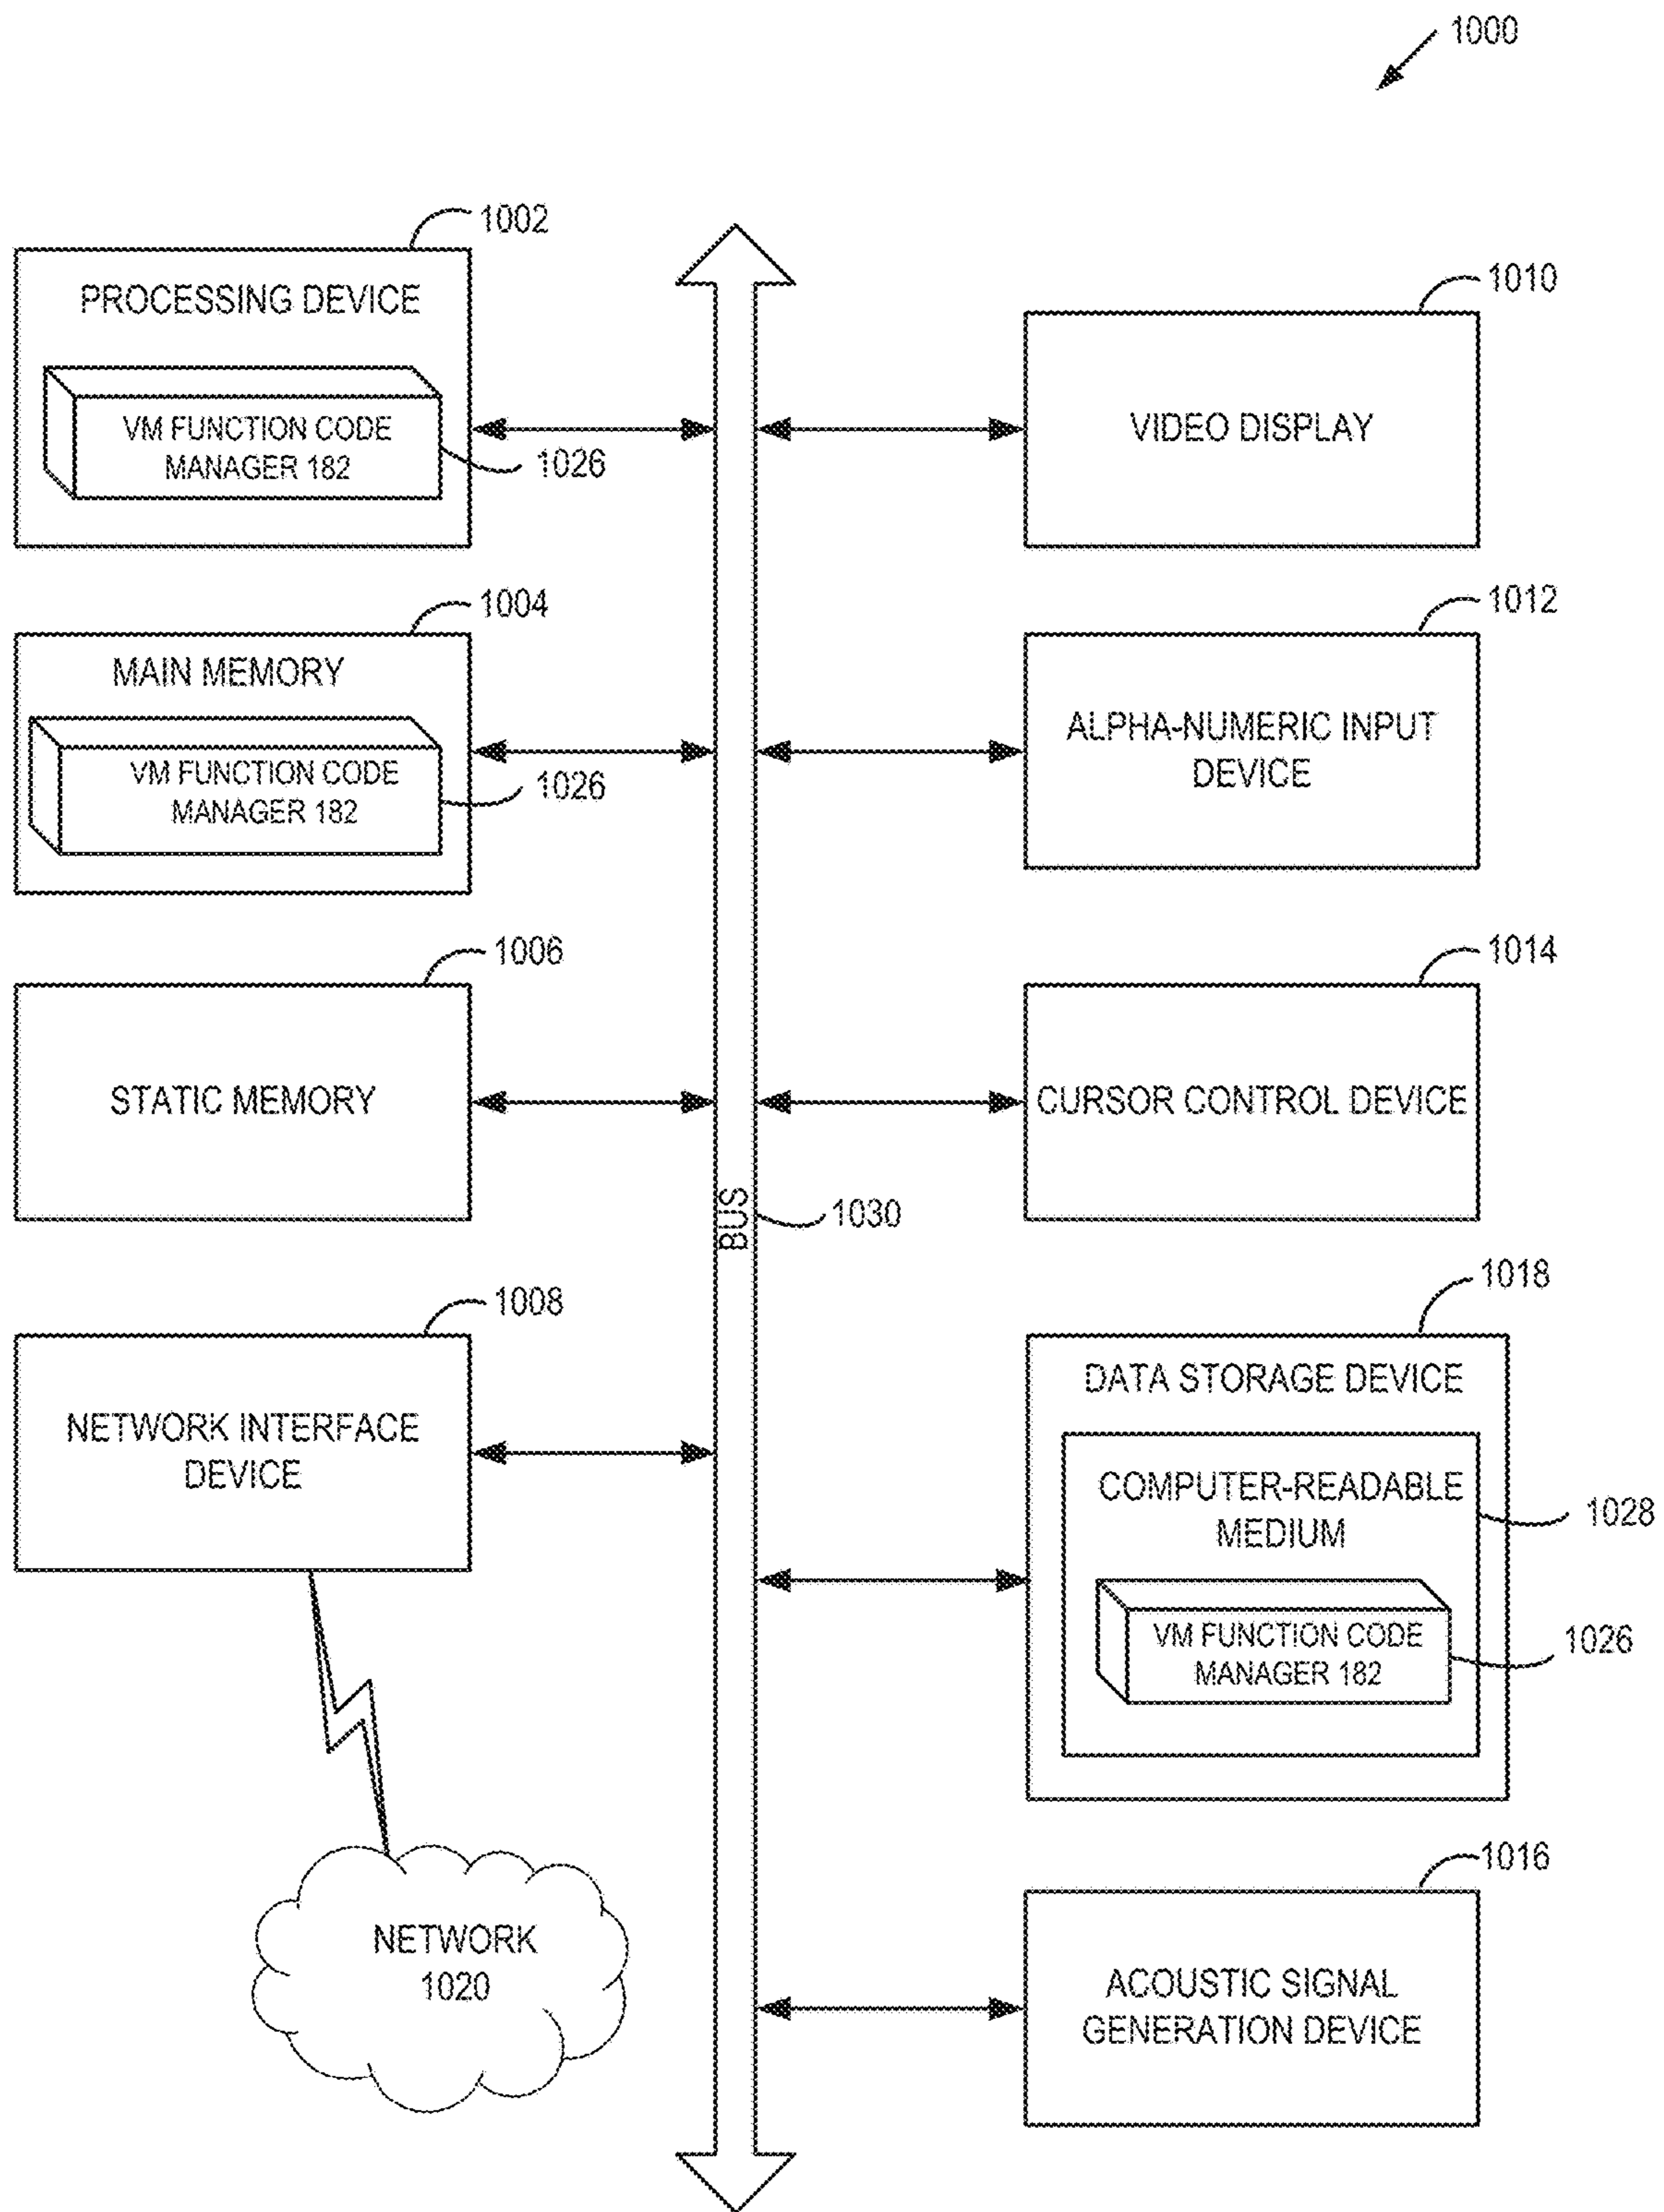 1000
1002
PROCESSING DEVICE
VM FUNCTION CODE
MANAGER 182
1026
1004
MAIN MEMORY
VM FUNCTION CODE
MANAGER 182
1026
1006
STATIC MEMORY
1008
NETWORK INTERFACE
DEVICE
NETWORK
1020
BUS
1030
1010
VIDEO DISPLAY
1012
ALPHA-NUMERIC INPUT
DEVICE
1014
CURSOR CONTROL DEVICE
1018
DATA STORAGE DEVICE
COMPUTER-READABLE
MEDIUM
1028
VM FUNCTION CODE
MANAGER 182
1026
1016
ACOUSTIC SIGNAL
GENERATION DEVICE